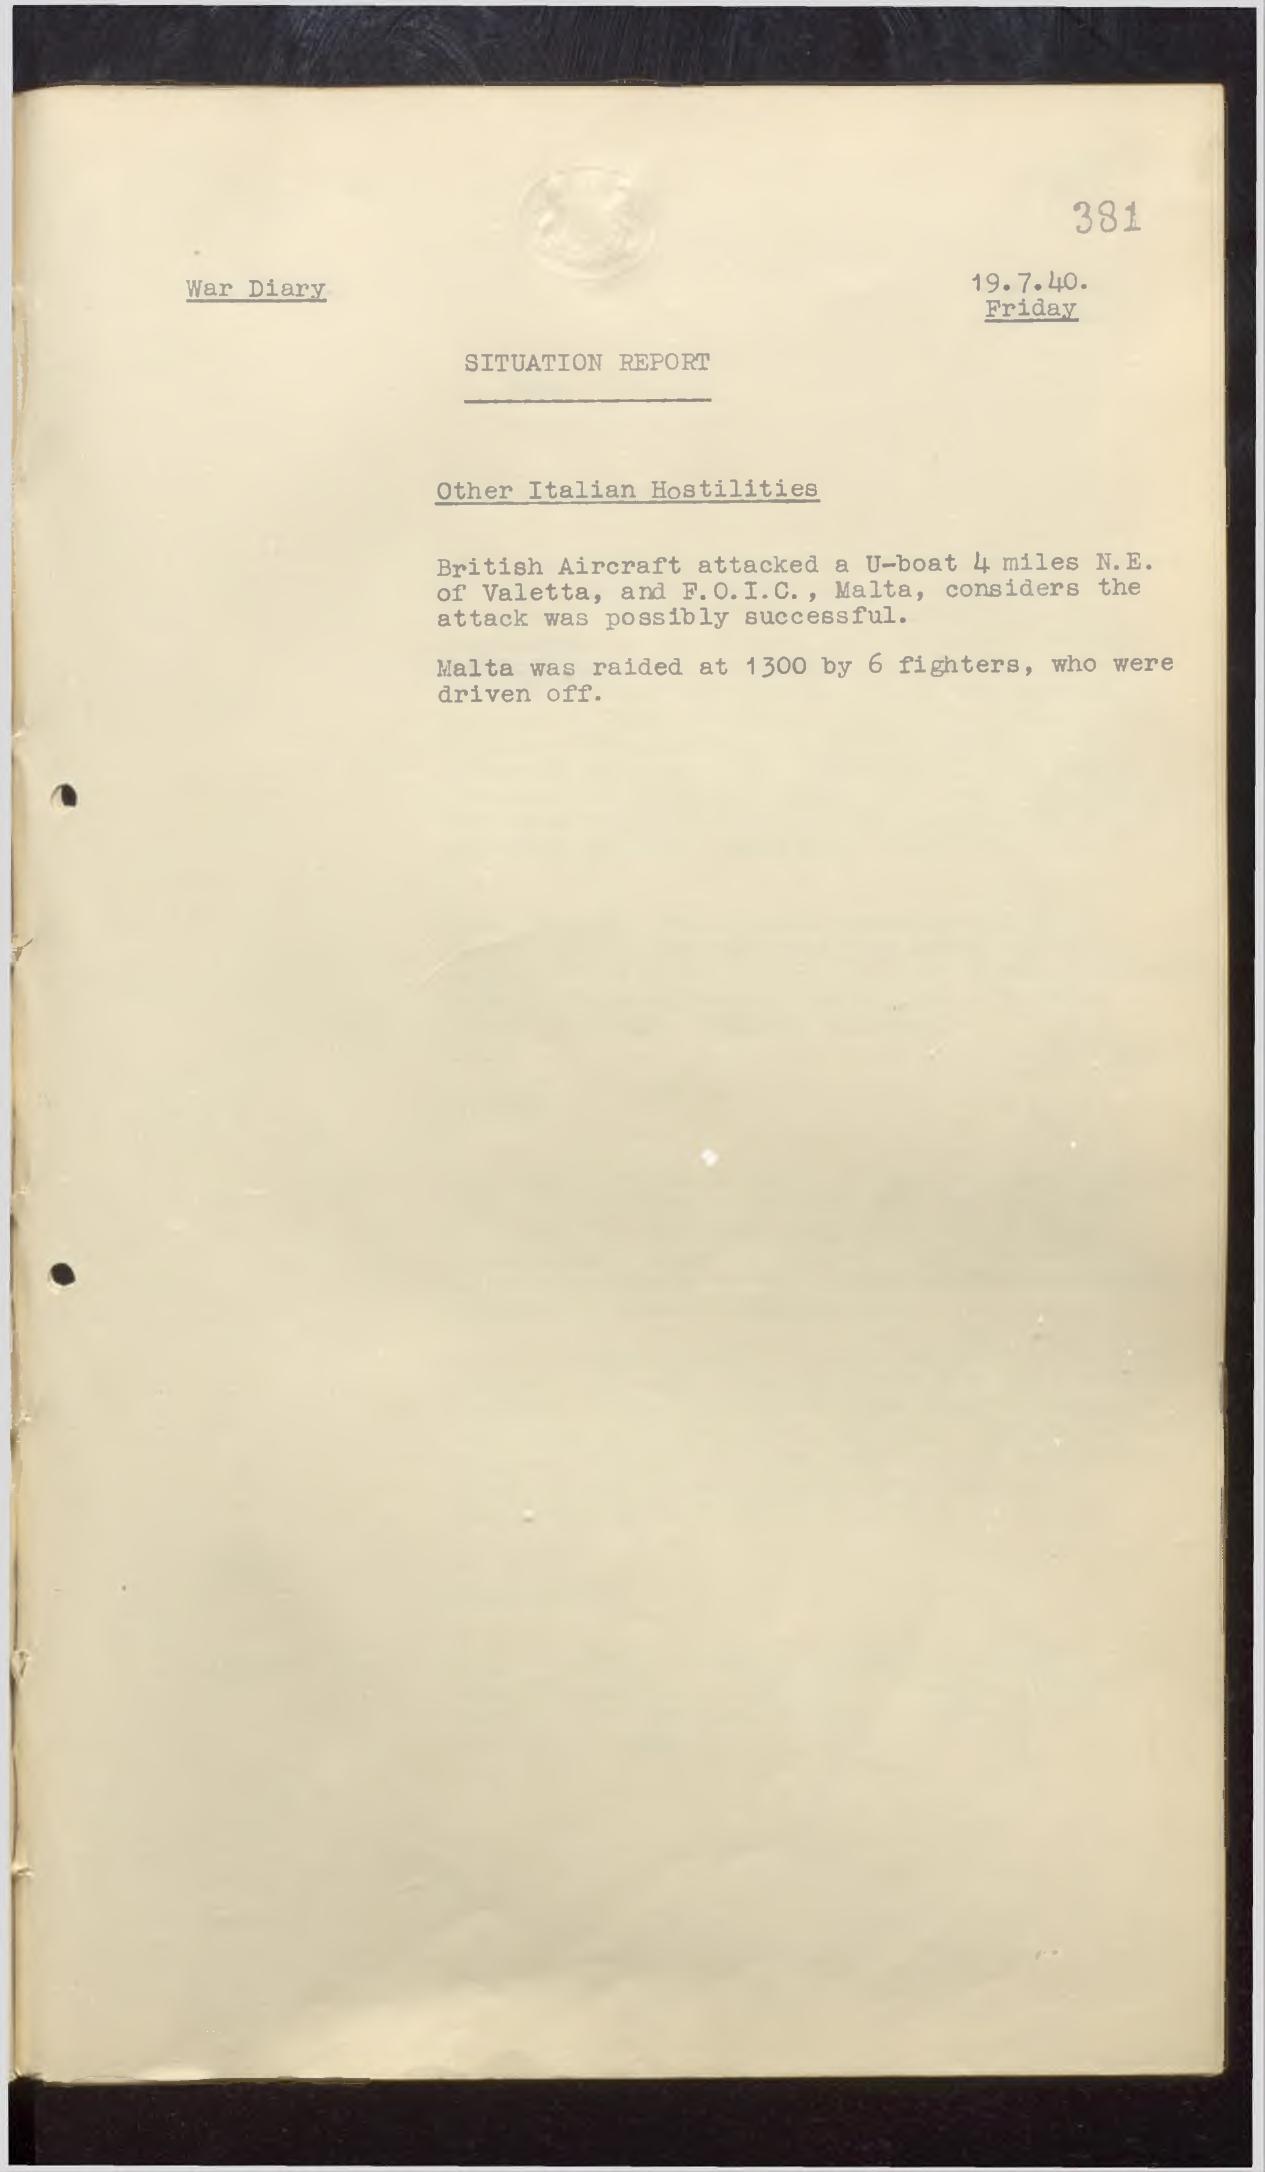 381
War Diary
19.7.40.
Friday
SITUATION REPORT
Other Italian Hostilities
British Aircraft attacked a U-boat 4 miles N.E.
of Valetta, and F.O.I.C., Malta, considers the
attack was possibly successful.
Malta was raided at 1300 by 6 fighters, who were
driven off.